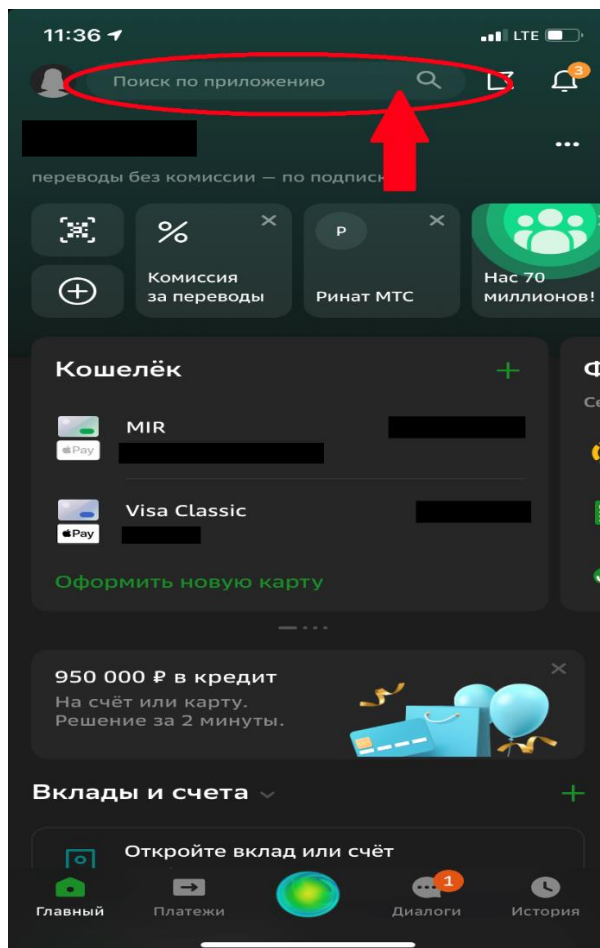 11:36
LTE
Поиск по приложению
3
переводы без комиссии — по
Комиссия
за переводы
Р
Ринат МТС
Нас 70
миллионов!
Кошелёк
MIR
Pay
Visa Classic
Pay
Оформить новую карту
950 000 ₽ в кредит
На счёт или карту.
Решение за 2 минуты.
Вклады и счета
Откройте вклад или счёт
1
Главный
Платежи
Диалоги
История